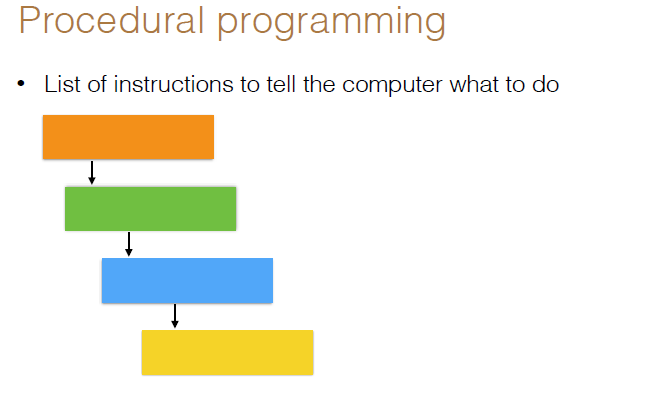 Procedural programming
• List of instructions to tell the computer what to do